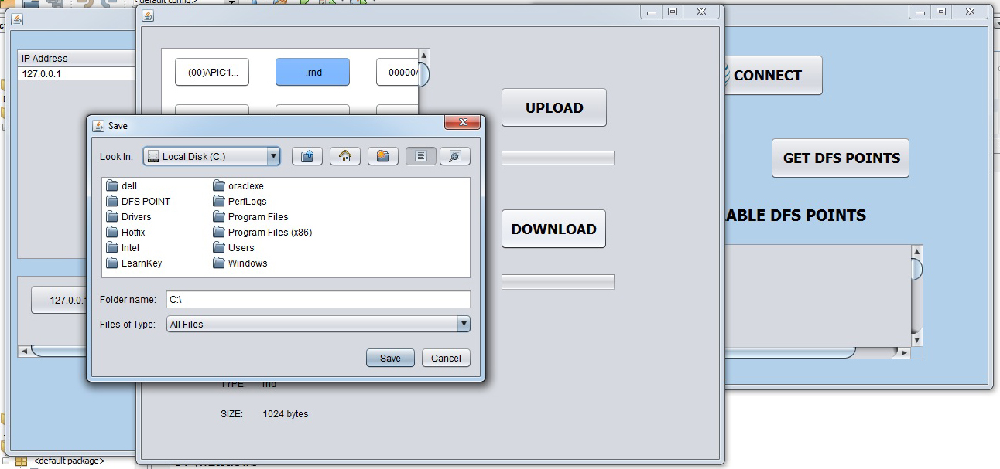 <default config>
IP Address
127.0.0.1
(00)APIC1...
.rnd
00000A
UPLOAD
CONNECT
GET DFS POINTS
ABLE DFS POINTS
DOWNLOAD
127.0.0.1
Save
Look In:
Local Disk (C:)
dell
oraclexe
DFS POINT
PerfLogs
Drivers
Program Files
Hotfix
Program Files (x86)
Intel
Users
LearnKey
Windows
Folder name:
C:\
Files of Type:
All Files
Save
Cancel
TYPE: rnd
SIZE: 1024 bytes
<default package>